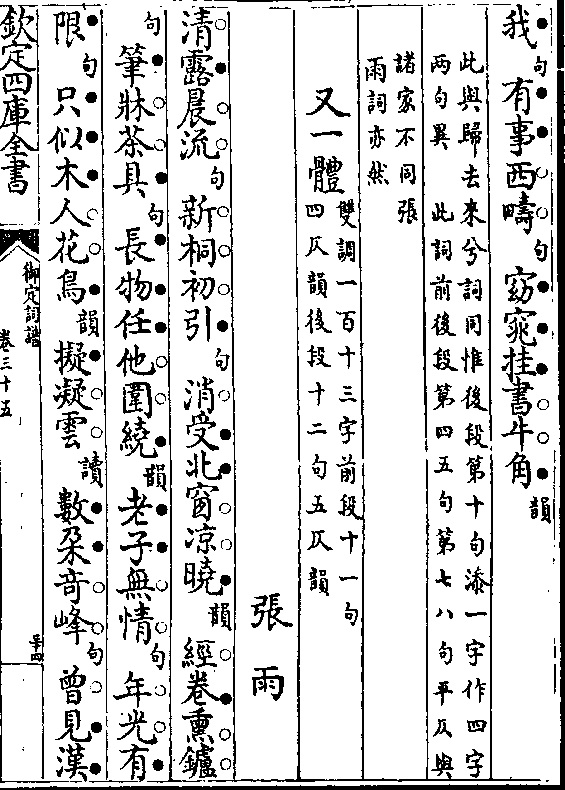 我句有事西疇句窈窕挂書牛角韻
此與歸去來兮詞同惟後段第十句添一字作四字
兩句異　此詞前後段第四五句第七八句平仄與
諸家不同張
雨詞亦然
又一體
雙調一百十三字前段十一句
四仄韻後段十二句五仄韻
張雨
清露晨流句新桐初引句消受北窗凉曉韻經卷熏鑪
句筆牀茶具句長物任他圍繞韻老子無情句年光有
限句只似木人花鳥韻擬凝雲讀數朶竒峰句曾見漢
欽定四庫全書
御定詞譜
卷三十五